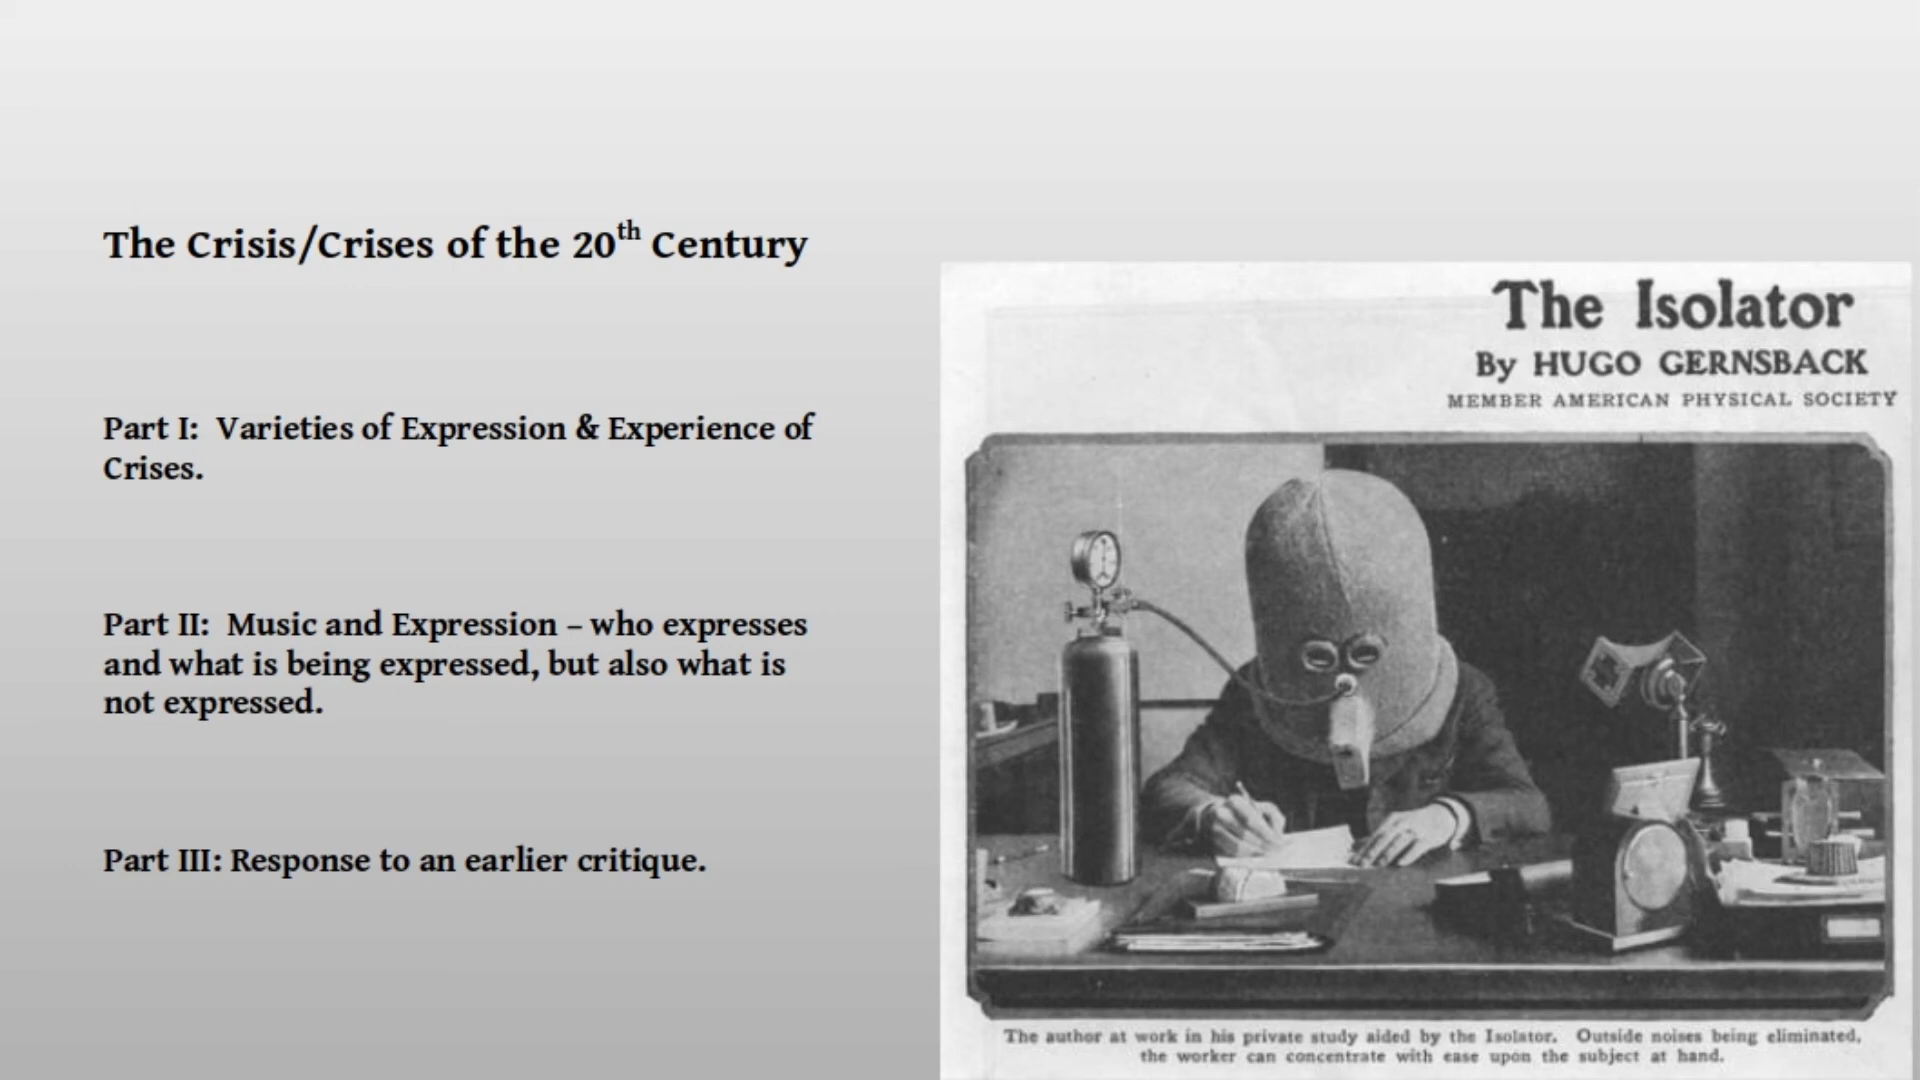 The Crisis/Crises of the 20th Century
Part I:  Varieties of Expression & Experience of
Crises.
Part II:  Music and Expression – who expresses
and what is being expressed, but also what is
not expressed.
Part III: Response to an earlier critique.
The Isolator
By HUGO GERNSBACK
MEMBER AMERICAN PHYSICAL SOCIETY
The author at work in his private study aided by the Isolator.  Outside noises being eliminated,
the worker can concentrate with ease upon the subject at hand.